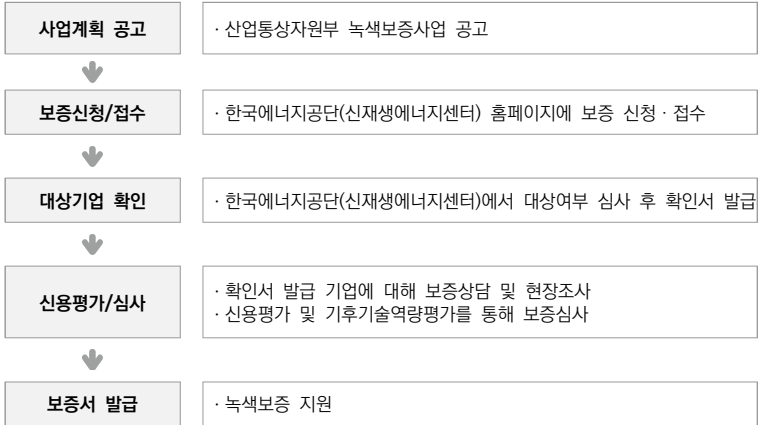 사업계획 공고
· 산업통상자원부 녹색보증사업 공고
보증신청/접수
· 한국에너지공단(신재생에너지센터) 홈페이지에 보증 신청 · 접수
대상기업 확인
· 한국에너지공단(신재생에너지센터)에서 대상여부 심사 후 확인서 발급
신용평가/심사
· 확인서 발급 기업에 대해 보증상담 및 현장조사
· 신용평가 및 기후기술역량평가를 통해 보증심사
보증서 발급
· 녹색보증 지원